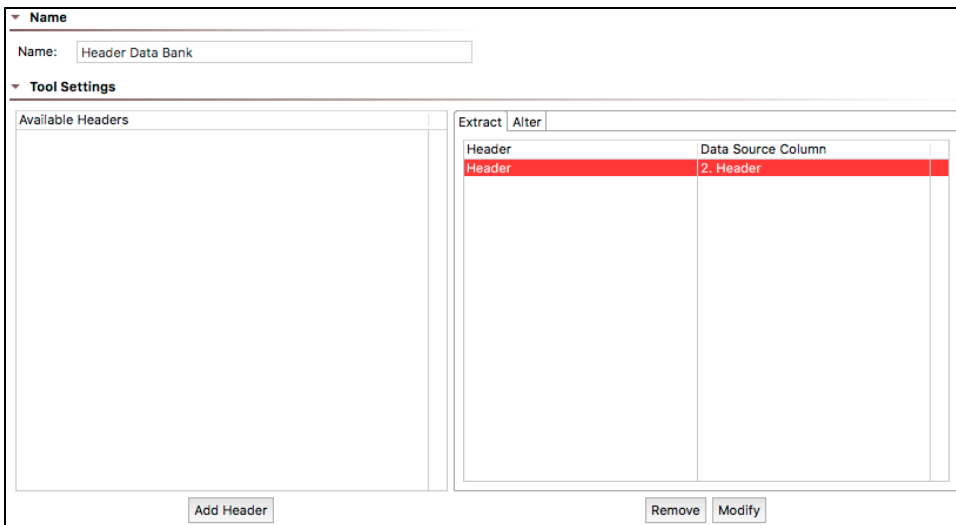 Name
Name: Header Data Bank
Tool Settings
Available Headers
Extract Alter
Header Data Source Column
Header 2. Header
Add Header
Remove Modify